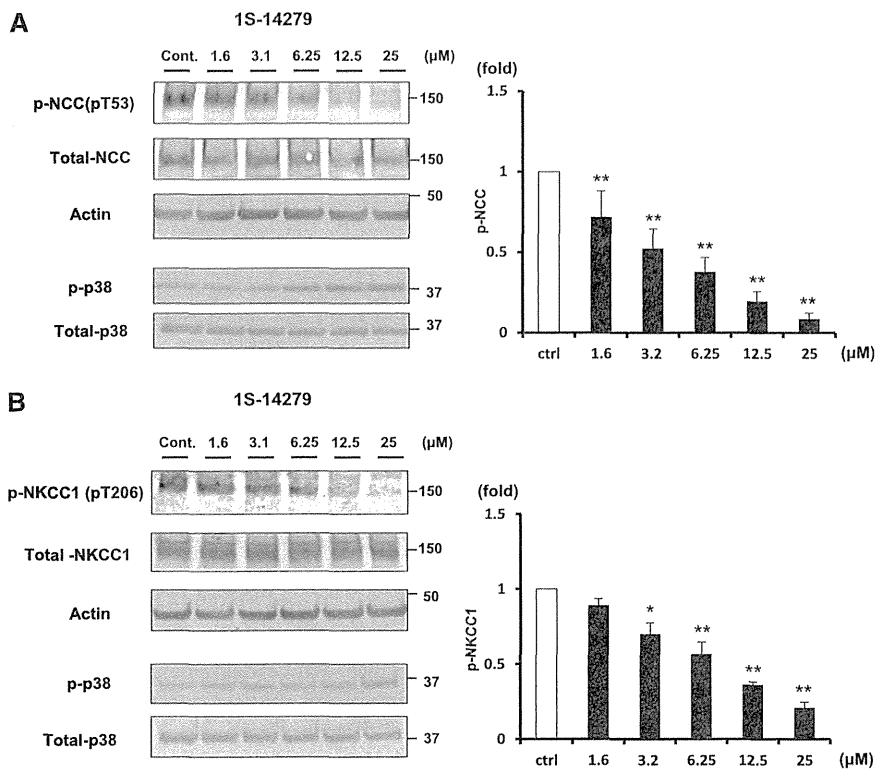 A
1S-14279
Cont. 1.6 3.1 6.25 12.5 25 (μM)
p-NCC(pT53)
150
Total-NCC
150
50
Actin
p-p38
37
Total-p38
37
(fold)
1.5
1
0.5
0
p-NCC
** ** ** ** **
ctrl 1.6 3.2 6.25 12.5 25 (μM)
B
1S-14279
Cont. 1.6 3.1 6.25 12.5 25 (μM)
p-NKCC1 (pT206)
150
Total -NKCC1
150
50
Actin
p-p38
37
Total-p38
37
(fold)
1.5
1
0.5
0
p-NKCC1
* ** ** **
ctrl 1.6 3.2 6.25 12.5 25 (μM)